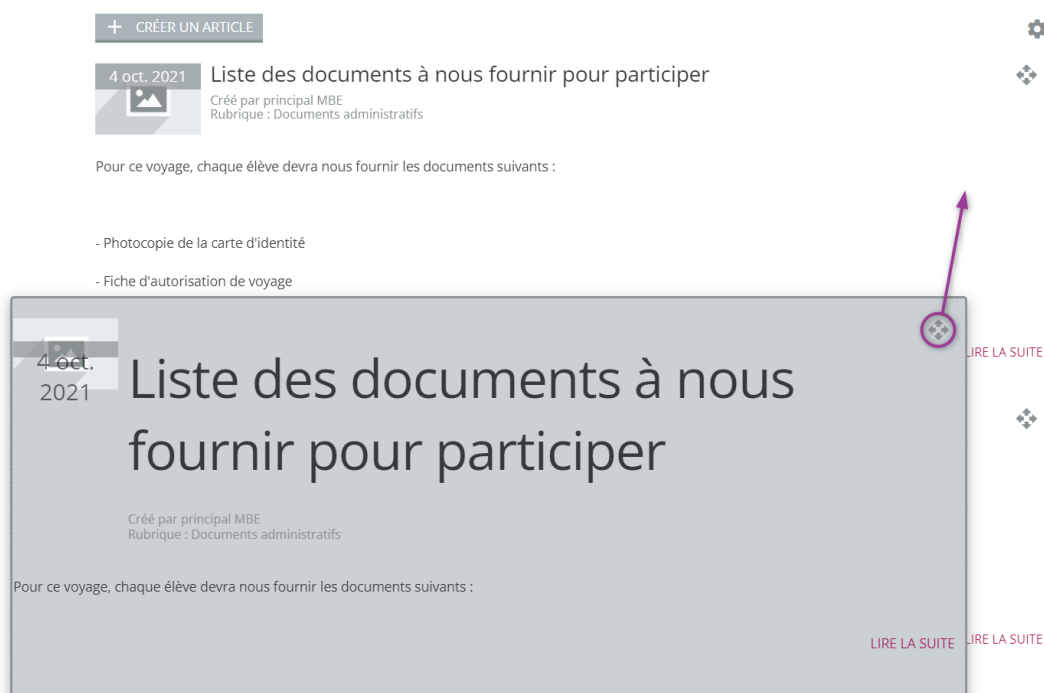 CRÉER UN ARTICLE
4 oct. 2021
Liste des documents à nous fournir pour participer
Créé par principal MBE
Rubrique : Documents administratifs
Pour ce voyage, chaque élève devra nous fournir les documents suivants :
- Photocopie de la carte d'identité
- Fiche d'autorisation de voyage
LIRE LA SUITE
4 oct.
2021
Liste des documents à nous
fournir pour participer
Créé par principal MBE
Rubrique : Documents administratifs
Pour ce voyage, chaque élève devra nous fournir les documents suivants :
LIRE LA SUITE
LIRE LA SUITE